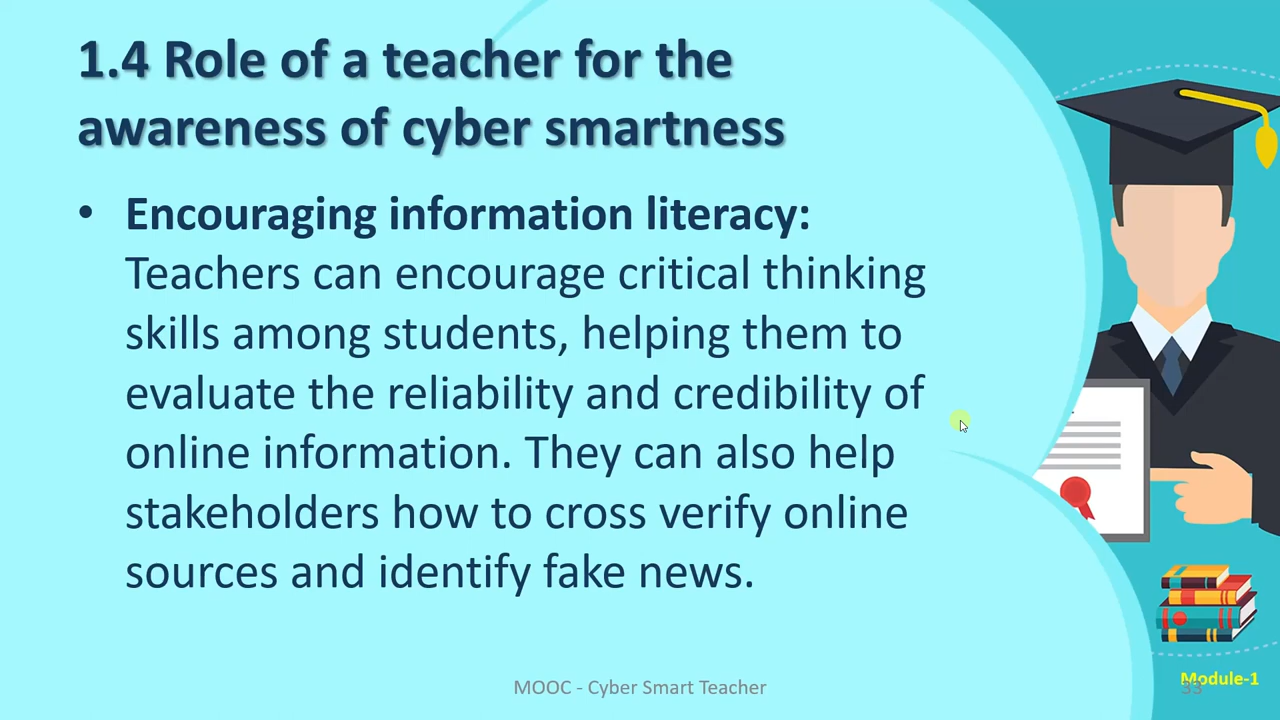 1.4 Role of a teacher for the
awareness of cyber smartness
• Encouraging information literacy:
Teachers can encourage critical thinking
skills among students, helping them to
evaluate the reliability and credibility of
online information. They can also help
stakeholders how to cross verify online
sources and identify fake news.
MOOC - Cyber Smart Teacher
Module-1
33